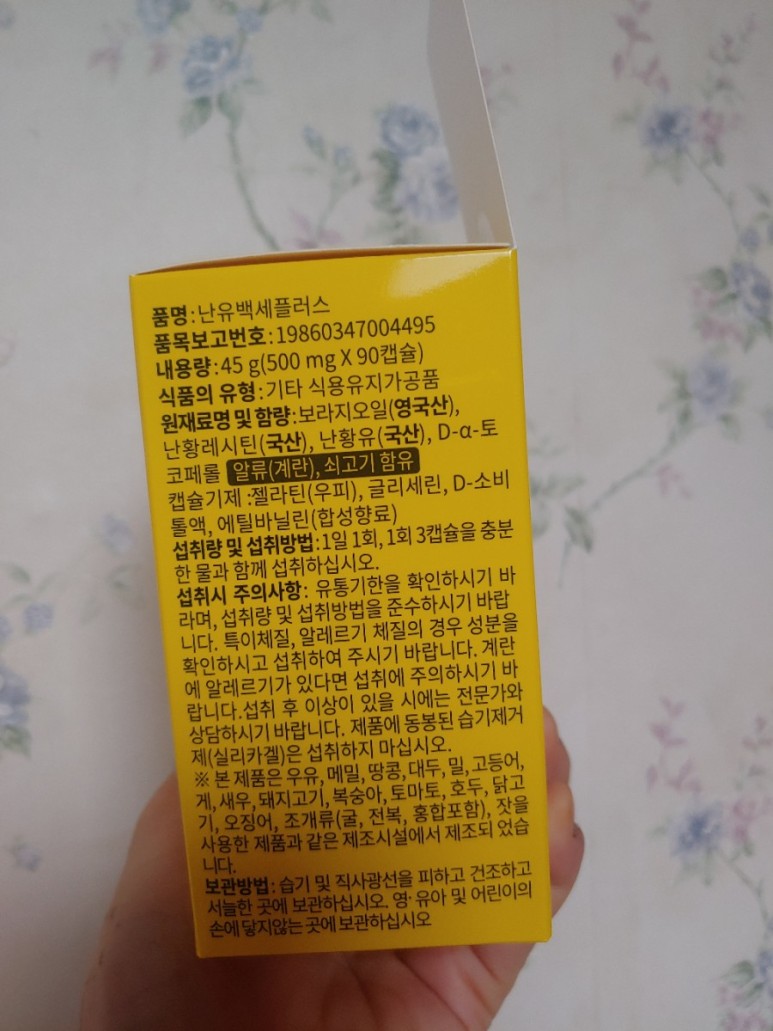 품명:난유백세플러스
품목보고번호:19860347004495
내용량:45 g(500 mg X 90캡슐)
식품의 유형:기타 식용유지가공품
원재료명 및 함량:보라지오일(영국산),
난황레시틴(국산), 난황유(국산), D-α-토
코페롤 알류(계란), 쇠고기 함유
캡슐기제 :젤라틴(우피), 글리세린, D-소비
톨액, 에틸바닐린(합성향료)
섭취량 및 섭취방법:1일 1회, 1회 3캡슐을 충분
한 물과 함께 섭취하십시오.
섭취시 주의사항: 유통기한을 확인하시기 바
라며, 섭취량 및 섭취방법을 준수하시기 바랍
니다. 특이체질, 알레르기 체질의 경우 성분을
확인하시고 섭취하여 주시기 바랍니다. 계란
에 알레르기가 있다면 섭취에 주의하시기 바
랍니다.섭취 후 이상이 있을 시에는 전문가와
상담하시기 바랍니다. 제품에 동봉된 습기제거
제(실리카겔)은 섭취하지 마십시오.
※ 본 제품은 우유, 메밀, 땅콩, 대두, 밀, 고등어,
게, 새우, 돼지고기, 복숭아, 토마토, 호두, 닭고
기, 오징어, 조개류(굴, 전복, 홍합포함), 잣을
사용한 제품과 같은 제조시설에서 제조되 었습
니다.
보관방법 : 습기 및 직사광선을 피하고 건조하고
서늘한 곳에 보관하십시오. 영·유아 및 어린이의
손에 닿지않는 곳에 보관하십시오